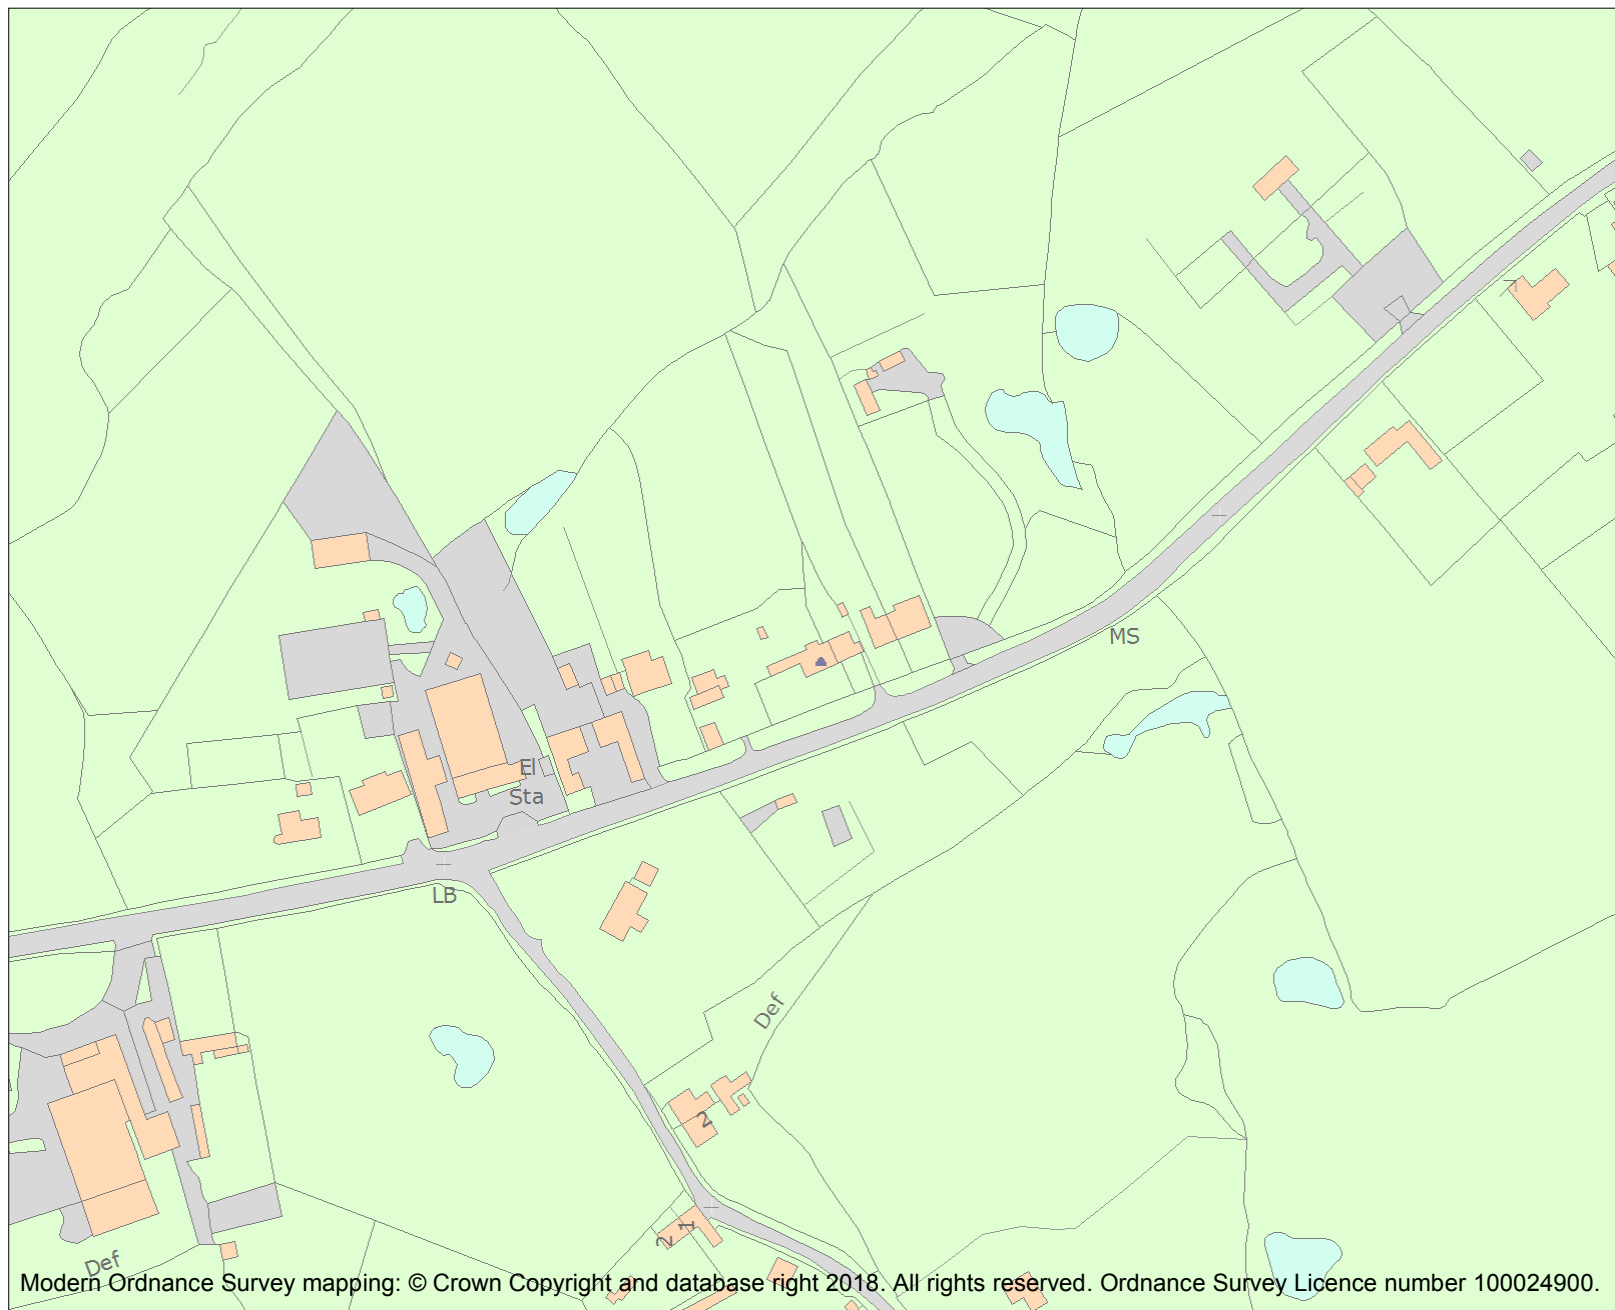 MS
El
Sta
LB
Def
2
1
2
Def
Modern Ordnance Survey mapping: © Crown Copyright and database right 2018. All rights reserved. Ordnance Survey Licence number 100024900.